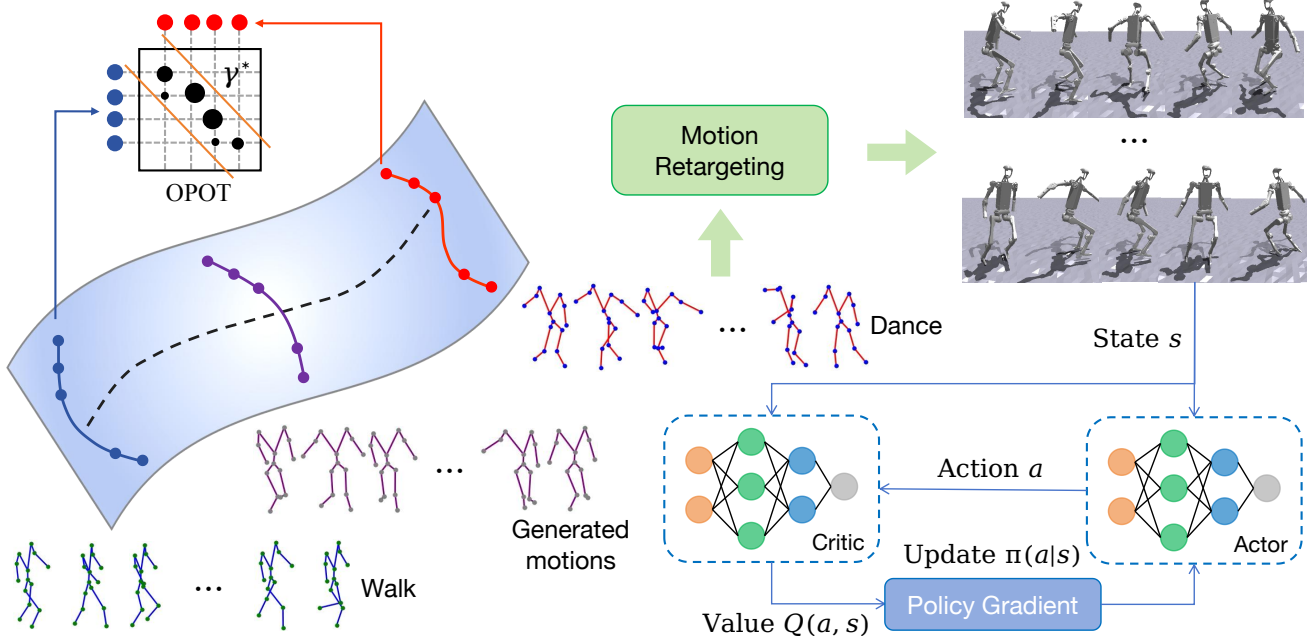 γ*
OPOT
Motion
Retargeting
...
... Dance
State s
...
Generated
motions
... Walk
Action a
Critic
Actor
Update π(a|s)
Policy Gradient
Value Q(a, s)